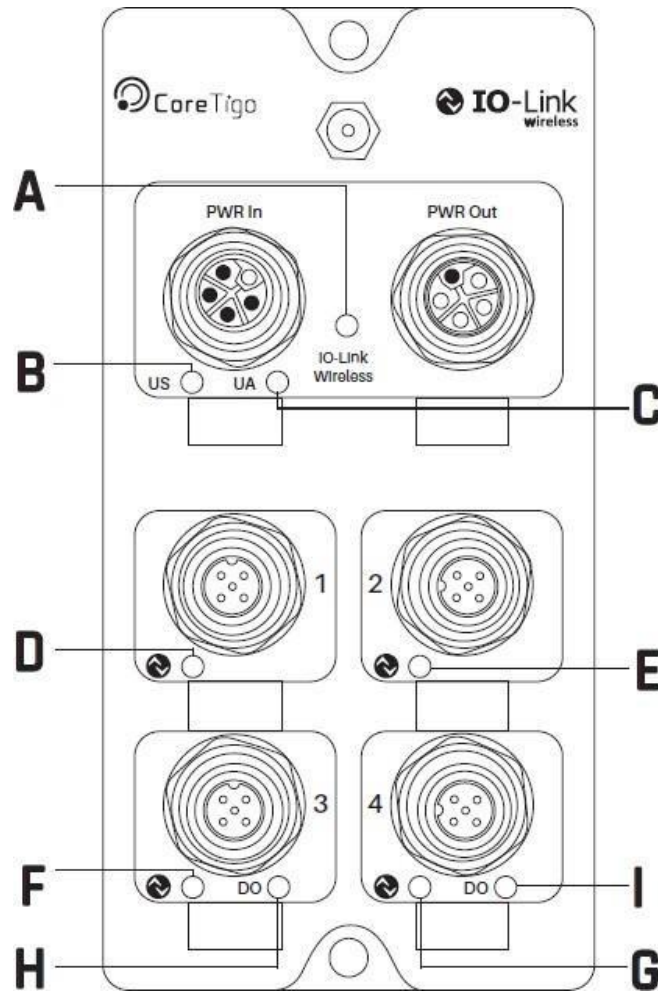 CoreTigo
IO-Link
wireless
A
PWR In
PWR Out
IO-Link
Wireless
B
US
UA
C
1
2
D
E
3
4
F
DO
DO
I
H
G